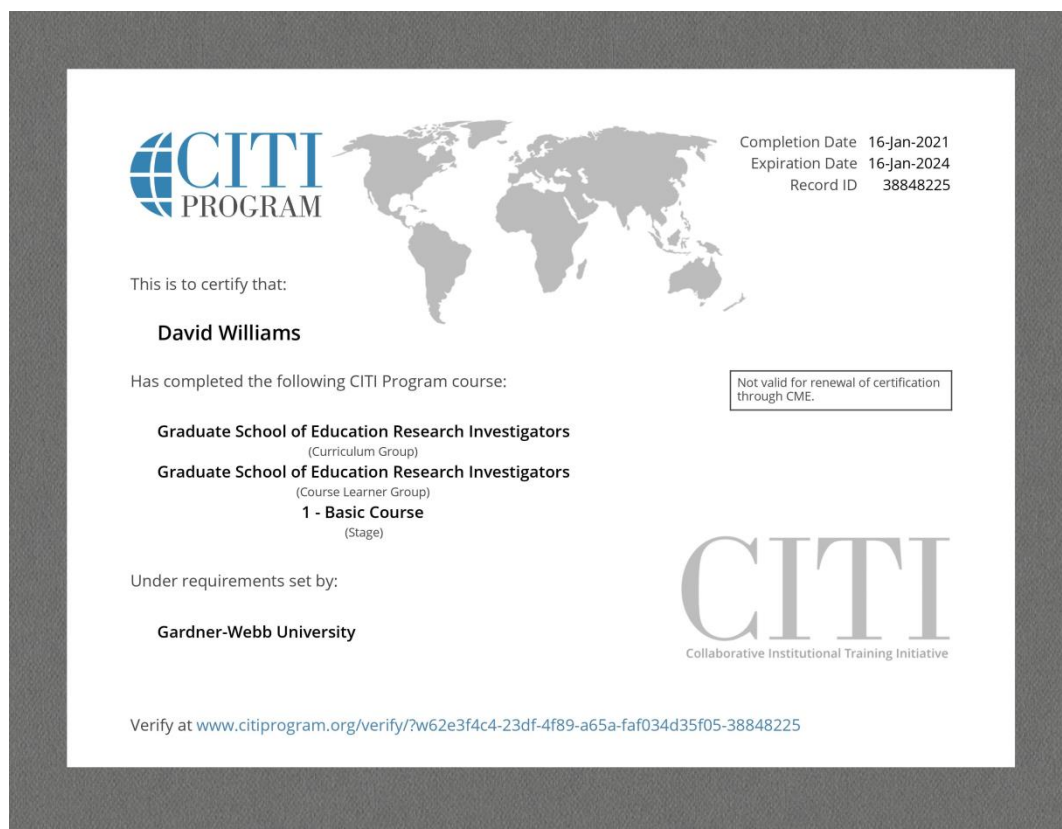 CITI
PROGRAM
Completion Date 16-Jan-2021
Expiration Date 16-Jan-2024
Record ID 38848225
This is to certify that:
David Williams
Has completed the following CITI Program course:
Not valid for renewal of certification
through CME.
Graduate School of Education Research Investigators
(Curriculum Group)
Graduate School of Education Research Investigators
(Course Learner Group)
1 - Basic Course
(Stage)
Under requirements set by:
Gardner-Webb University
CITI
Collaborative Institutional Training Initiative
Verify at www.citiprogram.org/verify/?w62e3f4c4-23df-4f89-a65a-faf034d35f05-38848225